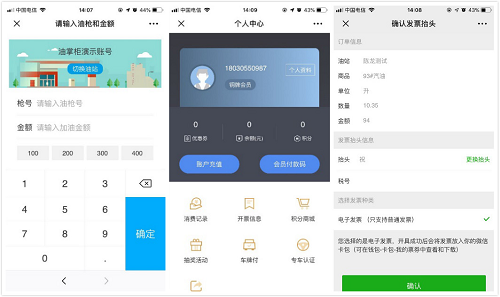 中国电信
14:07
请输入油枪和金额
油掌柜演示账号
切换油站
枪号 请输入枪号
金额 请输入加油金额
100 200 300 400
1 2 3
4 5 6
7 8 9
0 .
确定
中国电信
14:09
个人中心
18030550987
个人资料
铜牌会员
0 0 0
优惠券 余额(元) 积分
账户充值 会员付款码
消费记录 开票信息 积分商城
抽奖活动 车牌付 专车认证
中国电信
14:08
确认发票抬头
订单信息
油站 陈龙测试
商品 93#汽油
单位 升
数量 10.35
金额 94
发票抬头信息
抬头 祝 更换抬头
税号
选择发票种类
电子发票 （只支持普通发票）
您选择的是电子发票，开具成功后会将发票放入你的微信
卡包（可在钱包-卡包-我的票券中查看和下载）
确认